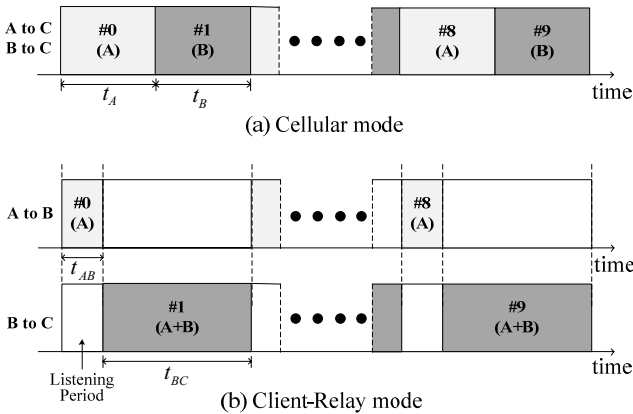 A to C
B to C
#0
(A)
#1
(B)
#8
(A)
#9
(B)
t_A
t_B
time
(a) Cellular mode
A to B
#0
(A)
#8
(A)
t_AB
time
B to C
#1
(A+B)
#9
(A+B)
time
Listening
Period
t_BC
(b) Client-Relay mode